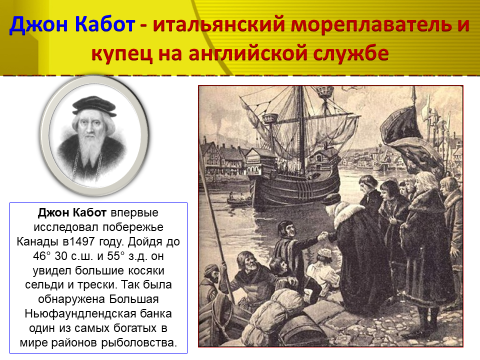 Джон Кабот - итальянский мореплаватель и
купец на английской службе
Джон Кабот впервые
исследовал побережье
Канады в1497 году. Дойдя до
46° 30 с.ш. и 55° з.д. он
увидел большие косяки
сельди и трески. Так была
обнаружена Большая
Ньюфаундлендская банка
один из самых богатых в
мире районов рыболовства.